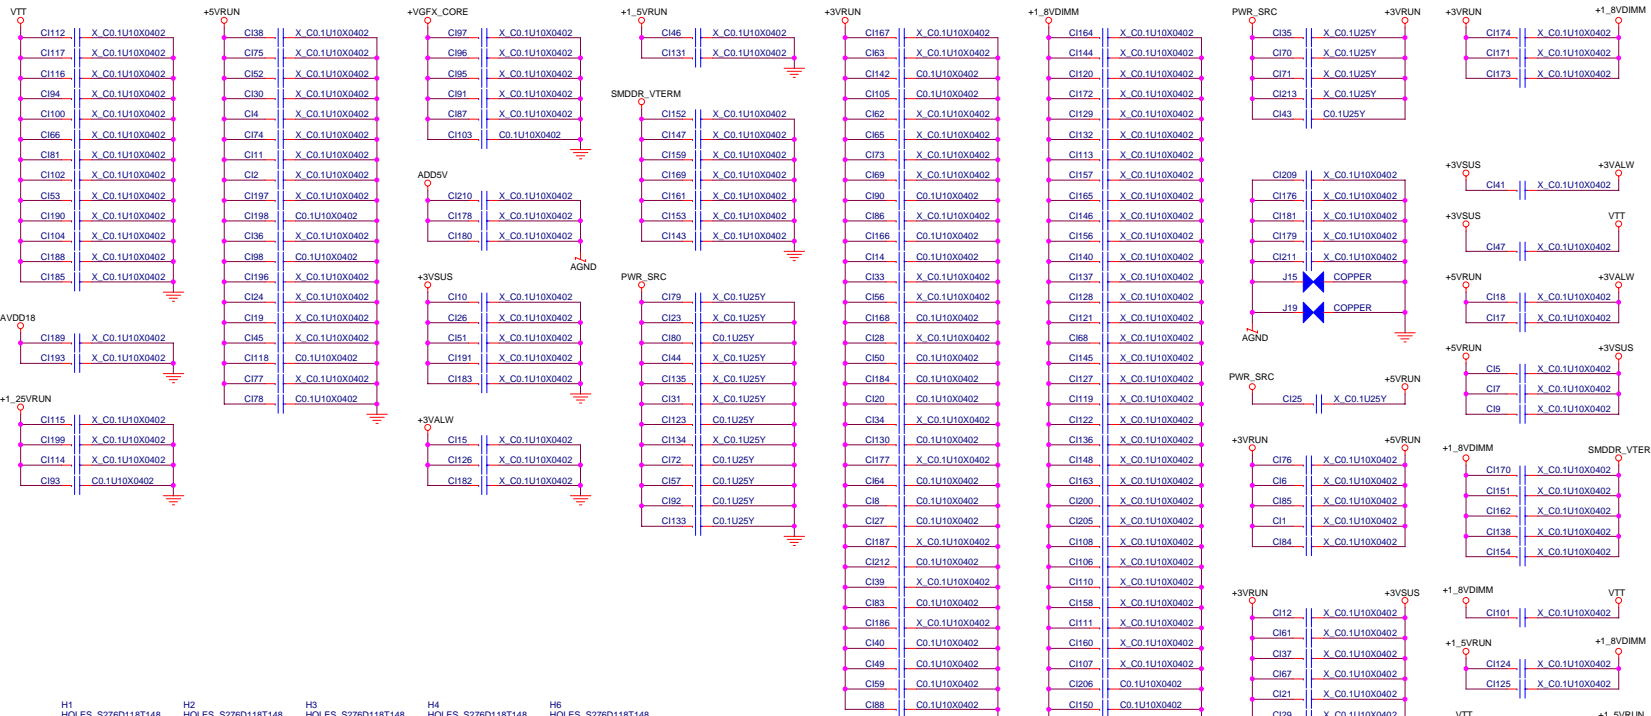 VTT
CI112 X_C0.1U10X0402
CI117 X_C0.1U10X0402
CI116 X_C0.1U10X0402
CI94 X_C0.1U10X0402
CI100 X_C0.1U10X0402
CI66 X_C0.1U10X0402
CI81 X_C0.1U10X0402
CI102 X_C0.1U10X0402
CI53 X_C0.1U10X0402
CI190 X_C0.1U10X0402
CI104 X_C0.1U10X0402
CI188 X_C0.1U10X0402
CI185 X_C0.1U10X0402
AVDD18
CI189 X_C0.1U10X0402
CI193 X_C0.1U10X0402
+1_25VRUN
CI115 X_C0.1U10X0402
CI199 X_C0.1U10X0402
CI114 X_C0.1U10X0402
CI93 C0.1U10X0402
+5VRUN
CI38 X_C0.1U10X0402
CI75 X_C0.1U10X0402
CI52 X_C0.1U10X0402
CI30 X_C0.1U10X0402
CI4 X_C0.1U10X0402
CI74 X_C0.1U10X0402
CI11 X_C0.1U10X0402
CI2 X_C0.1U10X0402
CI197 X_C0.1U10X0402
CI198 C0.1U10X0402
CI36 X_C0.1U10X0402
CI98 C0.1U10X0402
CI196 X_C0.1U10X0402
CI24 X_C0.1U10X0402
CI19 X_C0.1U10X0402
CI45 X_C0.1U10X0402
CI118 C0.1U10X0402
CI77 X_C0.1U10X0402
CI78 C0.1U10X0402
+VGFX_CORE
CI97 X_C0.1U10X0402
CI96 X_C0.1U10X0402
CI95 X_C0.1U10X0402
CI91 X_C0.1U10X0402
CI87 X_C0.1U10X0402
CI103 C0.1U10X0402
ADD5V
CI210 X_C0.1U10X0402
CI178 X_C0.1U10X0402
CI180 X_C0.1U10X0402
AGND
+3VSUS
CI10 X_C0.1U10X0402
CI26 X_C0.1U10X0402
CI51 X_C0.1U10X0402
CI191 X_C0.1U10X0402
CI183 X_C0.1U10X0402
+3VALW
CI15 X_C0.1U10X0402
CI126 X_C0.1U10X0402
CI182 X_C0.1U10X0402
+1_5VRUN
CI46 X_C0.1U10X0402
CI131 X_C0.1U10X0402
SMDDR_VTERM
CI152 X_C0.1U10X0402
CI147 X_C0.1U10X0402
CI159 X_C0.1U10X0402
CI169 X_C0.1U10X0402
CI161 X_C0.1U10X0402
CI153 X_C0.1U10X0402
CI143 X_C0.1U10X0402
PWR_SRC
CI79 X_C0.1U25Y
CI23 X_C0.1U25Y
CI80 C0.1U25Y
CI44 X_C0.1U25Y
CI135 X_C0.1U25Y
CI31 X_C0.1U25Y
CI123 C0.1U25Y
CI134 X_C0.1U25Y
CI72 C0.1U25Y
CI57 C0.1U25Y
CI92 C0.1U25Y
CI133 C0.1U25Y
+3VRUN
CI167 X_C0.1U10X0402
CI63 X_C0.1U10X0402
CI142 C0.1U10X0402
CI105 C0.1U10X0402
CI62 X_C0.1U10X0402
CI65 X_C0.1U10X0402
CI73 X_C0.1U10X0402
CI69 X_C0.1U10X0402
CI90 C0.1U10X0402
CI86 X_C0.1U10X0402
CI166 C0.1U10X0402
CI14 C0.1U10X0402
CI33 X_C0.1U10X0402
CI56 X_C0.1U10X0402
CI168 C0.1U10X0402
CI28 X_C0.1U10X0402
CI50 C0.1U10X0402
CI184 X_C0.1U10X0402
CI20 C0.1U10X0402
CI34 X_C0.1U10X0402
CI130 C0.1U10X0402
CI177 X_C0.1U10X0402
CI64 C0.1U10X0402
CI8 C0.1U10X0402
CI27 C0.1U10X0402
CI187 X_C0.1U10X0402
CI212 C0.1U10X0402
CI39 X_C0.1U10X0402
CI83 C0.1U10X0402
CI186 X_C0.1U10X0402
CI40 C0.1U10X0402
CI49 C0.1U10X0402
CI59 C0.1U10X0402
CI88 C0.1U10X0402
+1_8VDIMM
CI164 X_C0.1U10X0402
CI144 X_C0.1U10X0402
CI120 X_C0.1U10X0402
CI172 X_C0.1U10X0402
CI129 X_C0.1U10X0402
CI132 X_C0.1U10X0402
CI113 X_C0.1U10X0402
CI157 X_C0.1U10X0402
CI165 X_C0.1U10X0402
CI146 X_C0.1U10X0402
CI156 X_C0.1U10X0402
CI140 X_C0.1U10X0402
CI137 X_C0.1U10X0402
CI128 X_C0.1U10X0402
CI121 X_C0.1U10X0402
CI68 X_C0.1U10X0402
CI145 X_C0.1U10X0402
CI127 X_C0.1U10X0402
CI119 X_C0.1U10X0402
CI122 X_C0.1U10X0402
CI136 X_C0.1U10X0402
CI148 X_C0.1U10X0402
CI163 X_C0.1U10X0402
CI200 X_C0.1U10X0402
CI205 X_C0.1U10X0402
CI108 X_C0.1U10X0402
CI106 X_C0.1U10X0402
CI110 X_C0.1U10X0402
CI158 X_C0.1U10X0402
CI111 X_C0.1U10X0402
CI160 X_C0.1U10X0402
CI107 X_C0.1U10X0402
CI206 C0.1U10X0402
CI150 C0.1U10X0402
PWR_SRC +3VRUN
CI35 X_C0.1U25Y
CI70 X_C0.1U25Y
CI71 X_C0.1U25Y
CI213 X_C0.1U25Y
CI43 C0.1U25Y
CI209 X_C0.1U10X0402
CI176 X_C0.1U10X0402
CI181 X_C0.1U10X0402
CI179 X_C0.1U10X0402
CI211 X_C0.1U10X0402
J15 COPPER
J19 COPPER
AGND
PWR_SRC +5VRUN
CI25 X_C0.1U25Y
+3VRUN +5VRUN
CI76 X_C0.1U10X0402
CI6 X_C0.1U10X0402
CI85 X_C0.1U10X0402
CI1 X_C0.1U10X0402
CI84 X_C0.1U10X0402
+3VRUN +3VSUS
CI12 X_C0.1U10X0402
CI61 X_C0.1U10X0402
CI37 X_C0.1U10X0402
CI67 X_C0.1U10X0402
CI21 X_C0.1U10X0402
CI29 X_C0.1U10X0402
+3VRUN +1_8VDIMM
CI174 X_C0.1U10X0402
CI171 X_C0.1U10X0402
CI173 X_C0.1U10X0402
+3VSUS +3VALW
CI41 X_C0.1U10X0402
+3VSUS VTT
CI47 X_C0.1U10X0402
+5VRUN +3VALW
CI18 X_C0.1U10X0402
CI17 X_C0.1U10X0402
+5VRUN +3VSUS
CI5 X_C0.1U10X0402
CI7 X_C0.1U10X0402
CI9 X_C0.1U10X0402
+1_8VDIMM SMDDR_VTER
CI170 X_C0.1U10X0402
CI151 X_C0.1U10X0402
CI162 X_C0.1U10X0402
CI138 X_C0.1U10X0402
CI154 X_C0.1U10X0402
+1_8VDIMM VTT
CI101 X_C0.1U10X0402
+1_5VRUN +1_8VDIMM
CI124 X_C0.1U10X0402
CI125 X_C0.1U10X0402
VTT +1_5VRUN
H1 H2 H3 H4 H6
HOLES_S276D118T148 HOLES_S276D118T148 HOLES_S276D118T148 HOLES_S276D118T148 HOLES_S276D118T148